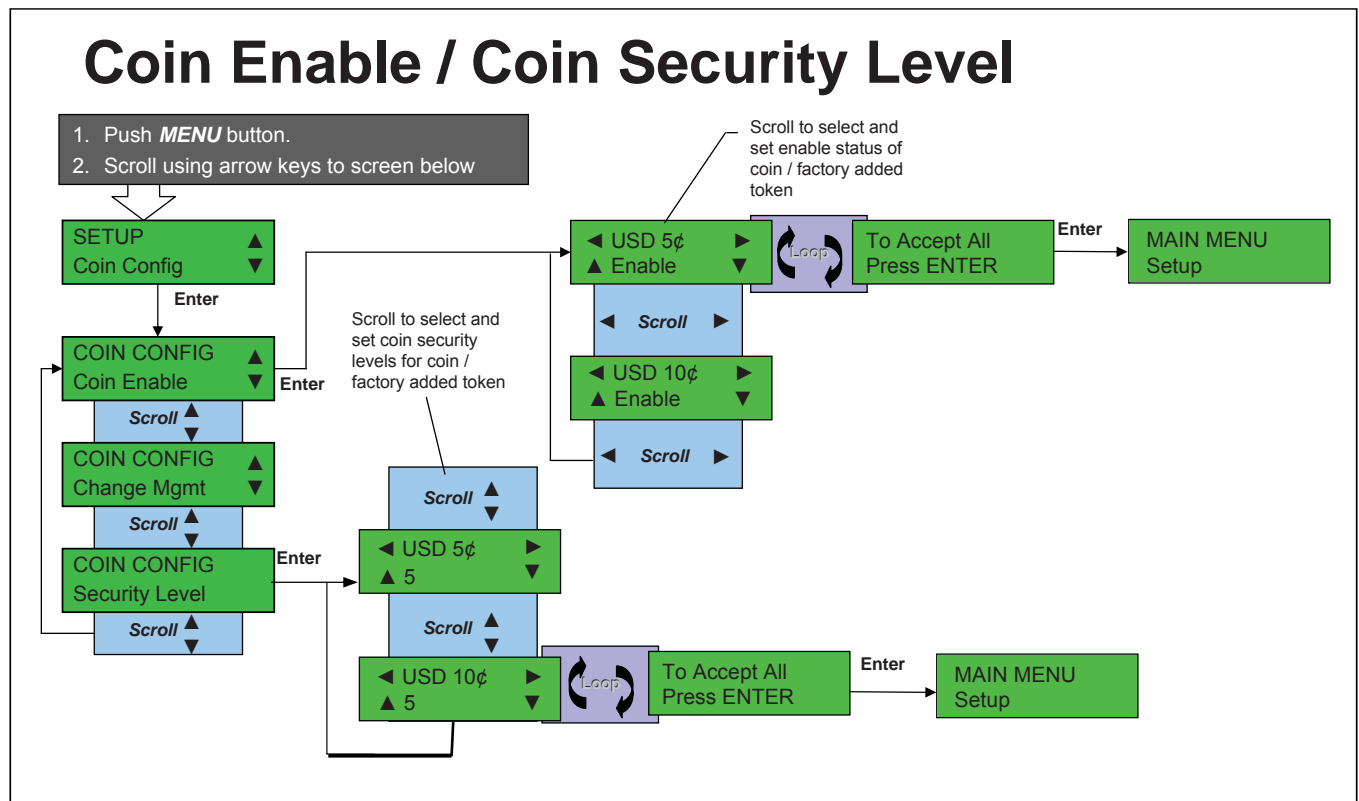 Coin Enable / Coin Security Level
1. Push MENU button.
2. Scroll using arrow keys to screen below
SETUP ▲
Coin Config ▼
Enter
COIN CONFIG ▲
Coin Enable ▼
Enter
Scroll ▲
▼
COIN CONFIG ▲
Change Mgmt ▼
Scroll ▲
▼
COIN CONFIG
Security Level
Enter
Scroll ▲
▼
Scroll to select and
set coin security
levels for coin /
factory added token
Scroll ▲
▼
◄ USD 5¢ ►
▲ 5 ▼
Scroll ▲
▼
◄ USD 10¢ ►
▲ 5 ▼
Loop
To Accept All
Press ENTER
Enter
MAIN MENU
Setup
Scroll to select and
set enable status of
coin / factory added
token
◄ USD 5¢ ►
▲ Enable ▼
Loop
To Accept All
Press ENTER
Enter
MAIN MENU
Setup
◄ Scroll ►
◄ USD 10¢ ►
▲ Enable ▼
◄ Scroll ►